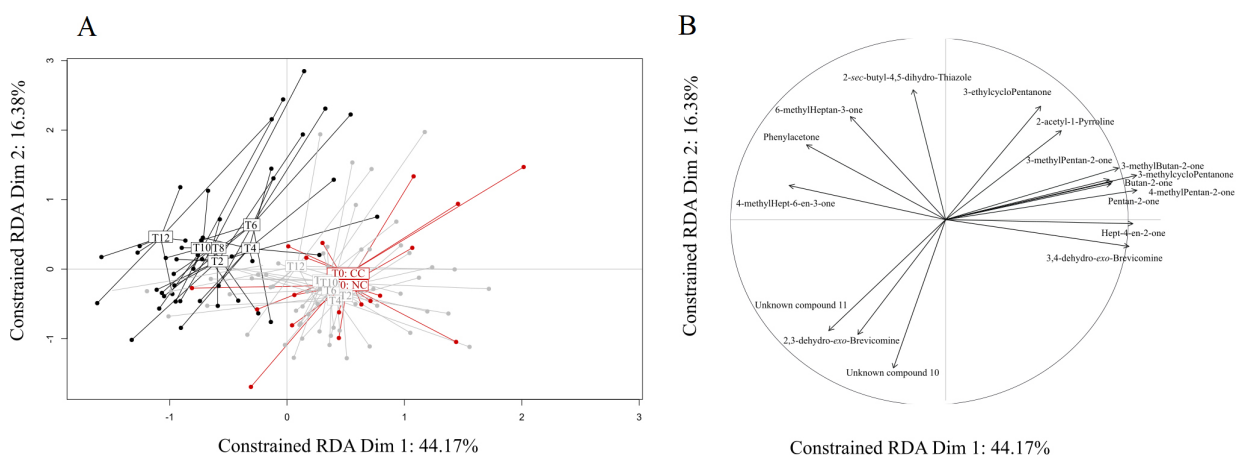 A
B
Constrained RDA Dim 2: 16.38%
3
2
1
0
-1
T12
T6
T10
T8
T4
T2
T12
T0: CC
T10
0: NC
T6
T2
-1
0
1
2
3
Constrained RDA Dim 1: 44.17%
Constrained RDA Dim 2: 16.38%
2-sec-butyl-4,5-dihydro-Thiazole
3-ethylcycloPentanone
6-methylHeptan-3-one
2-acetyl-1-Pyrroline
Phenylacetone
3-methylPentan-2-one
3-methylButan-2-one
3-methylcycloPentanone
Butan-2-one
4-methylPentan-2-one
Pentan-2-one
4-methylHept-6-en-3-one
Hept-4-en-2-one
3,4-dehydro-exo-Brevicomine
Unknown compound 11
2,3-dehydro-exo-Brevicomine
Unknown compound 10
Constrained RDA Dim 1: 44.17%